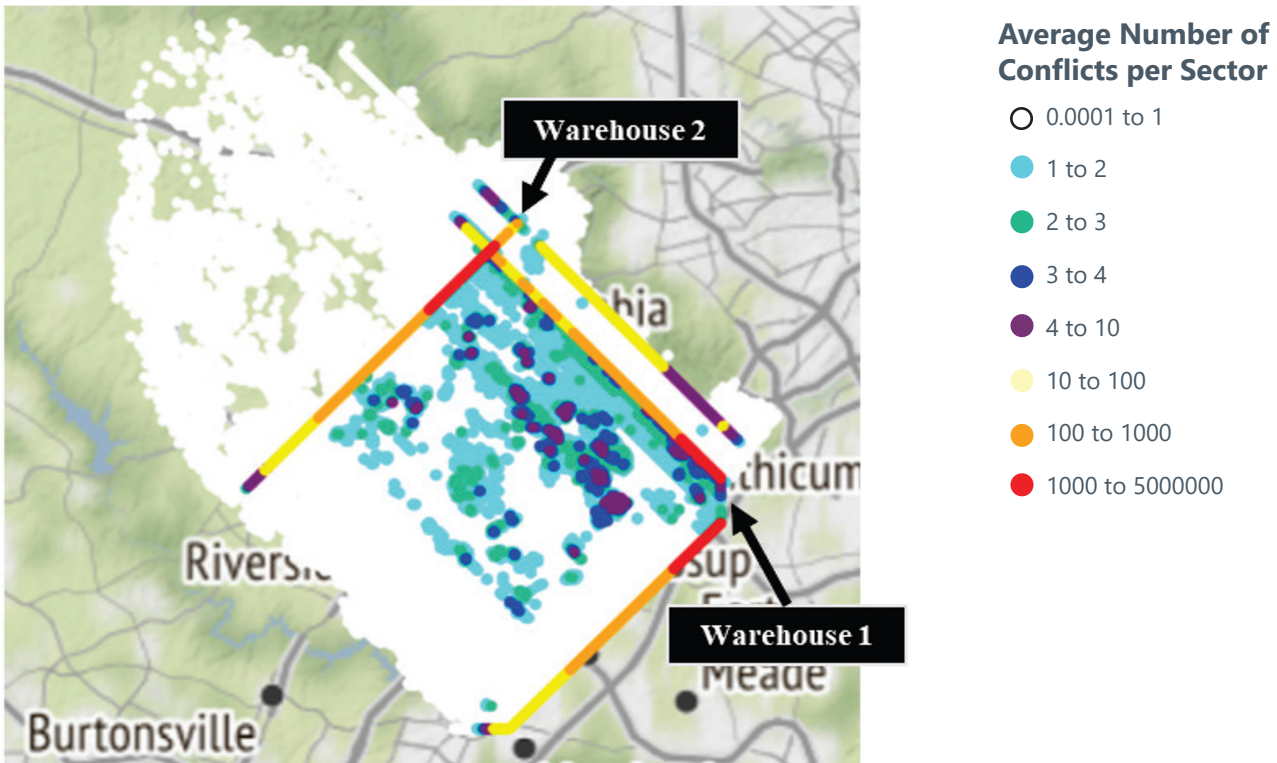 Average Number of
Conflicts per Sector
0.0001 to 1
1 to 2
2 to 3
3 to 4
4 to 10
10 to 100
100 to 1000
1000 to 5000000
Warehouse 2
bia
thicum
Rivers
sup
Warehouse 1
Meade
Burtonsville